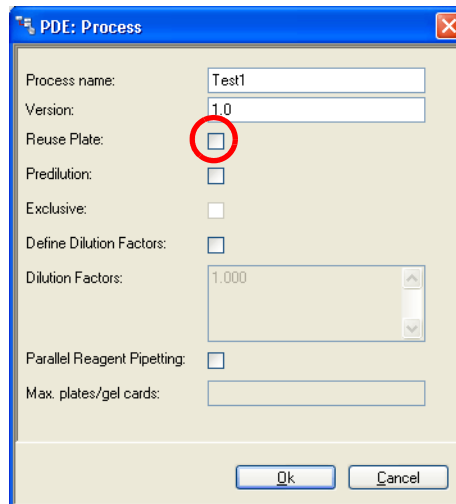 PDE: Process
Process name: Test1
Version: 1.0
Reuse Plate:
Predilution:
Exclusive:
Define Dilution Factors:
Dilution Factors: 1.000
Parallel Reagent Pipetting:
Max. plates/gel cards:
Ok Cancel